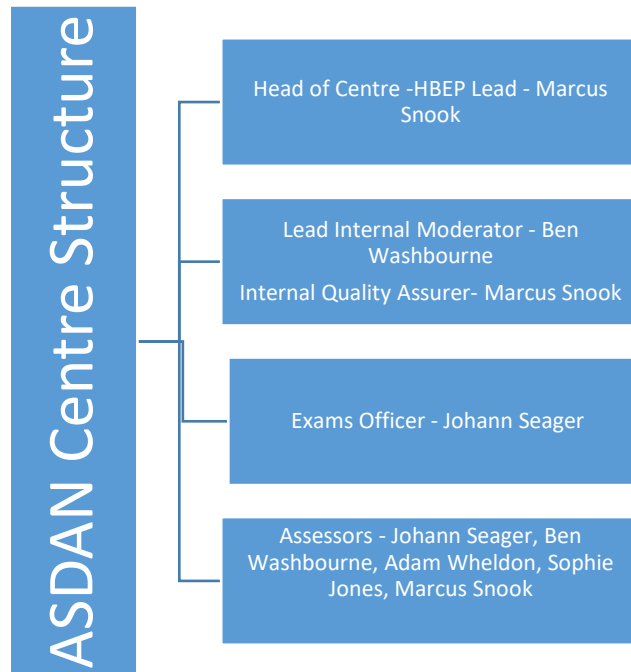 ASDAN Centre Structure
Head of Centre -HBEP Lead - Marcus
Snook
Lead Internal Moderator - Ben
Washbourne
Internal Quality Assurer- Marcus Snook
Exams Officer - Johann Seager
Assessors - Johann Seager, Ben
Washbourne, Adam Wheldon, Sophie
Jones, Marcus Snook